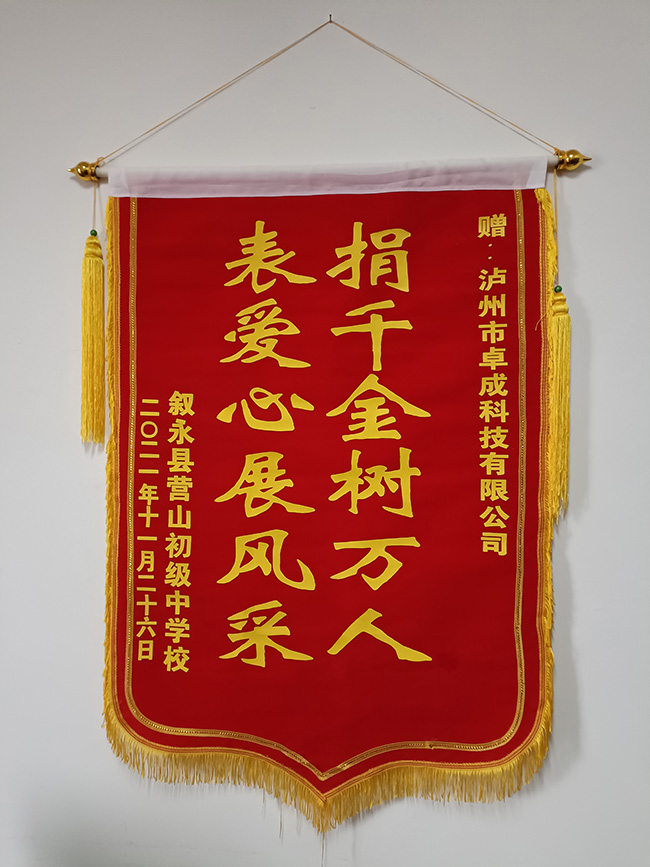 赠：泸州市卓成科技有限公司
捐千金树万人
表爱心展风采
叙永县营山初级中学校
二〇二一年十一月二十六日